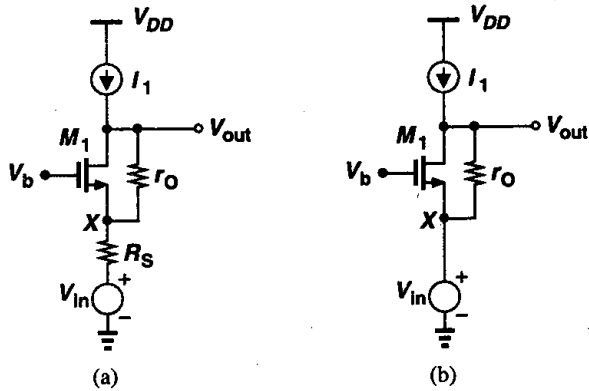 V_DD
I_1
M_1
V_out
V_b
r_O
X
R_S
+
V_in
−
(a)
V_DD
I_1
M_1
V_out
V_b
r_O
X
+
V_in
−
(b)